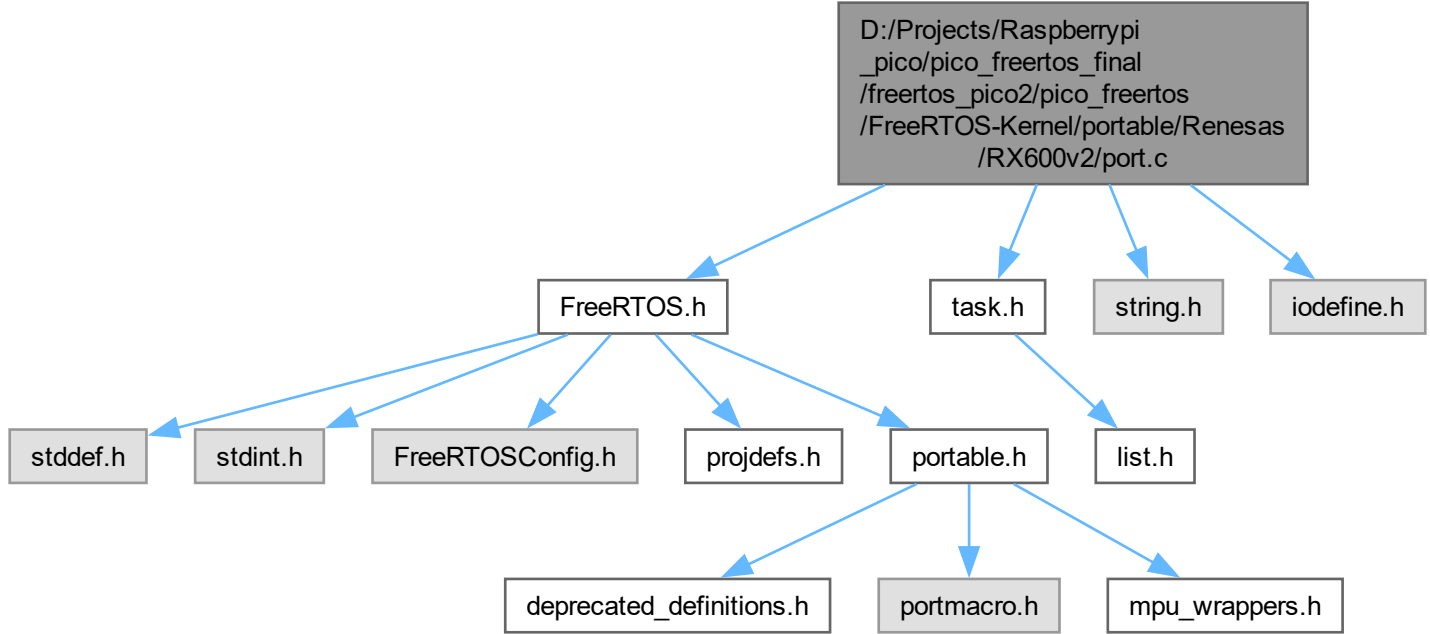 D:/Projects/Raspberrypi
_pico/pico_freertos_final
/freertos_pico2/pico_freertos
/FreeRTOS-Kernel/portable/Renesas
/RX600v2/port.c
FreeRTOS.h
task.h
string.h
iodefine.h
stddef.h
stdint.h
FreeRTOSConfig.h
projdefs.h
portable.h
list.h
deprecated_definitions.h
portmacro.h
mpu_wrappers.h